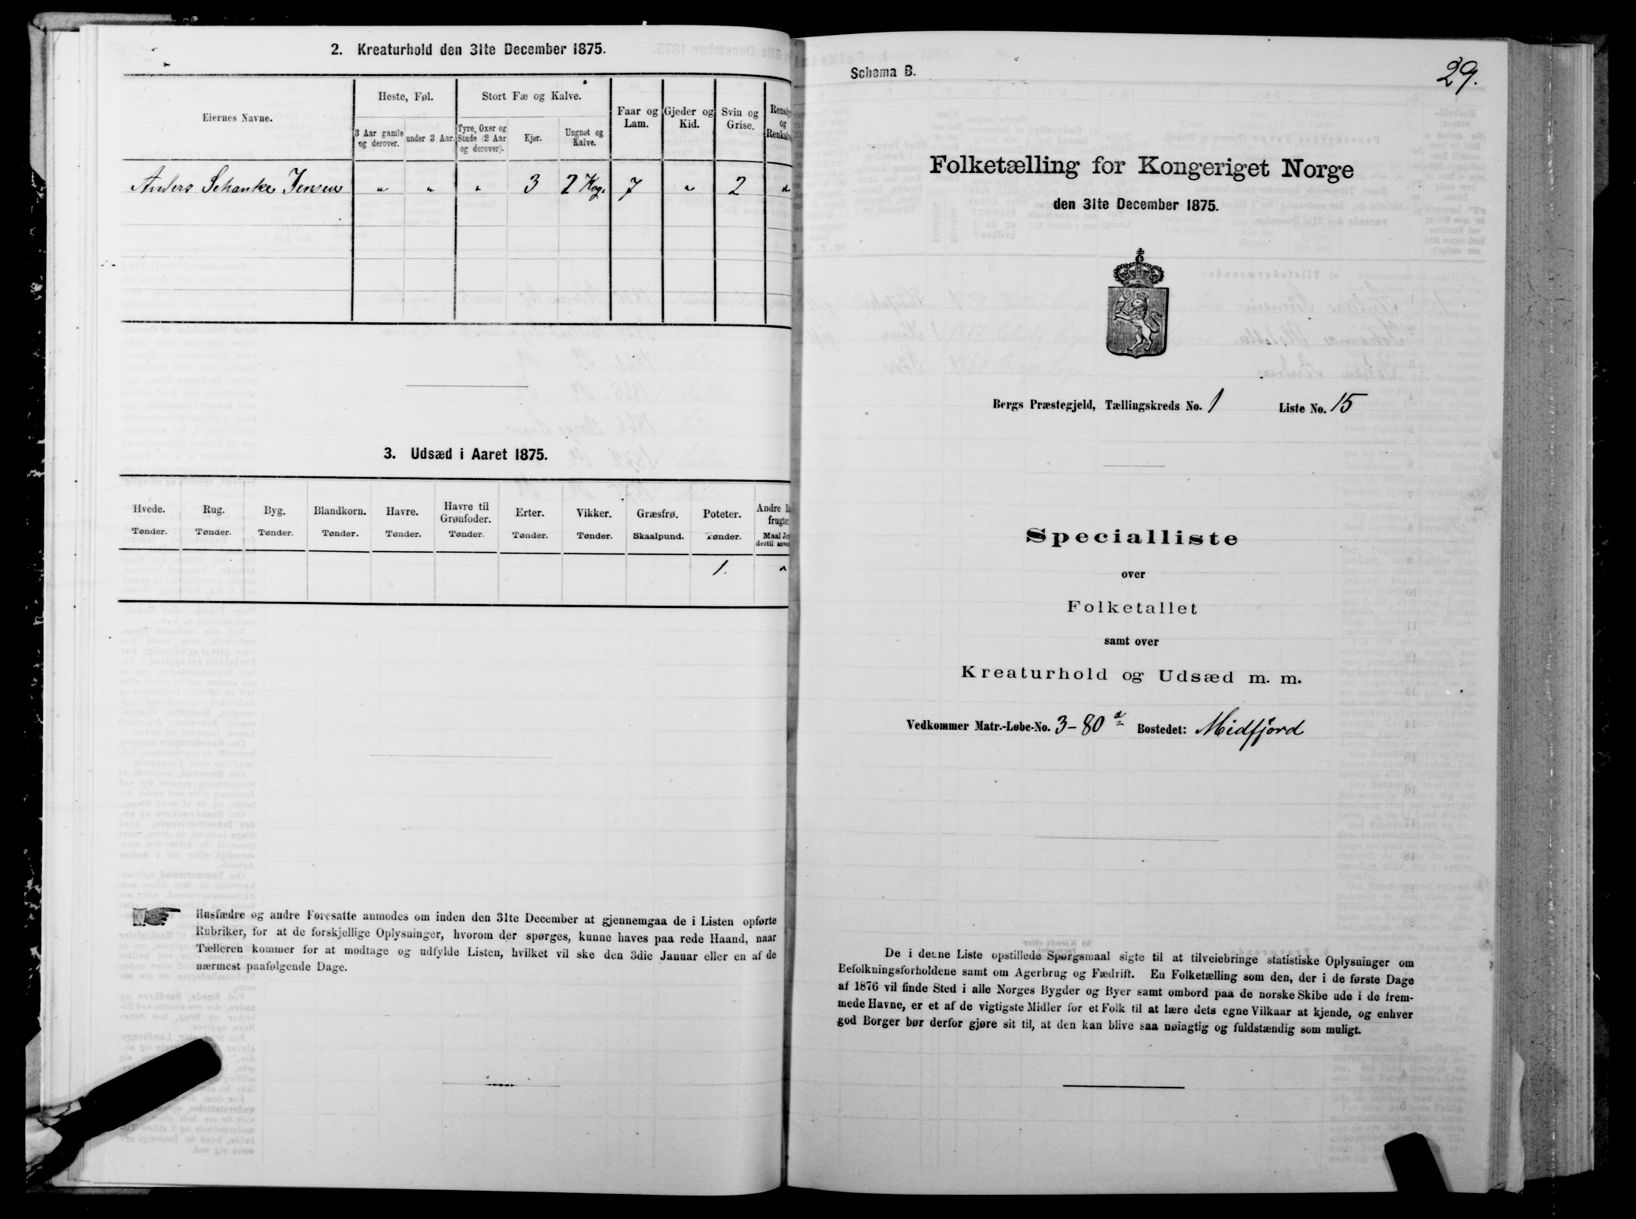 2. Kreaturhold den 31te December 1875.
Eiernes Navne.
Heste, Føl.
Stort Fæ og Kalve.
3 Aar gamle og derover.
under 3 Aar.
Tyre, Oxer og Stude (2 Aar og derover).
Kjør.
Ungnøt og Kalve.
Faar og Lam.
Gjeder og Kid.
Svin og Grise.
Anders Schanke Jensen " " " 3 2 7 " 2 "
3. Udsæd i Aaret 1875.
Hvede. Tønder.
Rug. Tønder.
Byg. Tønder.
Blandkorn. Tønder.
Havre. Tønder.
Havre til Grønfoder. Tønder.
Erter. Tønder.
Vikker. Tønder.
Græsfrø. Skaalpund.
Poteter. Tønder.
Andre
1. "
Husfædre og andre Foresatte anmodes om inden den 31te December at gjennemgaa de i Listen opførte
Rubriker, for at de forskjellige Oplysninger, hvorom der spørges, kunne haves paa rede Haand, naar
Tælleren kommer for at modtage og udfylde Listen, hvilket vil ske den 3die Januar eller en af de
nærmest paafølgende Dage.
Schema B.
29.
Folketælling for Kongeriget Norge
den 31te December 1875.
Bergs Præstegjeld, Tællingskreds No. 1 Liste No. 15
Specialliste
over
Folketallet
samt over
Kreaturhold og Udsæd m. m.
Vedkommer Matr.-Løbe-No. 3-80 a Bostedet: Midfjord
De i denne Liste opstillede Spørgsmaal sigte til at tilveiebringe statistiske Oplysninger om
Befolkningsforholdene samt om Agerbrug og Fædrift. En Folketælling som den, der i de første Dage
af 1876 vil finde Sted i alle Norges Bygder og Byer samt ombord paa de norske Skibe ude i de frem-
mede Havne, er et af de vigtigste Midler for et Folk til at lære dets egne Vilkaar at kjende, og enhver
god Borger bør derfor gjøre sit til, at den kan blive saa nøiagtig og fuldstændig som muligt.